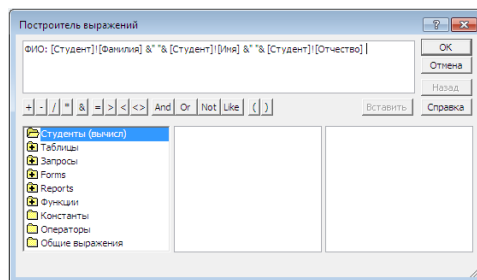 Построитель выражений
ФИО: [Студент]![Фамилия] &" "& [Студент]![Имя] &" "& [Студент]![Отчество]
ОК
Отмена
Назад
+ - / * & = > < <> And Or Not Like ( ) Вставить Справка
Студенты (вычисл)
Таблицы
Запросы
Forms
Reports
Функции
Константы
Операторы
Общие выражения